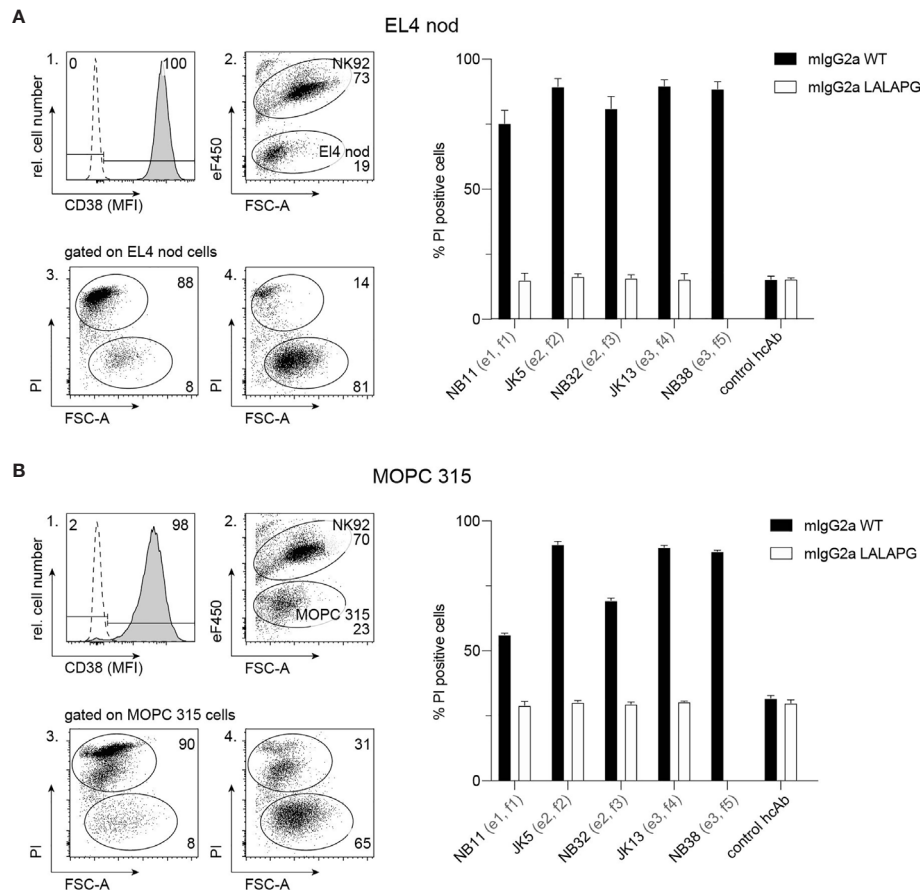 A
EL4 nod
1.
0
100
rel. cell number
CD38 (MFI)
2.
NK92
73
El4 nod
19
eF450
FSC-A
gated on EL4 nod cells
3.
88
8
PI
FSC-A
4.
14
81
PI
FSC-A
100
50
0
% PI positive cells
mIgG2a WT
mIgG2a LALAPG
NB11 (e1, f1)
JK5 (e2, f2)
NB32 (e2, f3)
JK13 (e3, f4)
NB38 (e3, f5)
control hcAb
B
MOPC 315
1.
2
98
rel. cell number
CD38 (MFI)
2.
NK92
70
MOPC 315
23
eF450
FSC-A
gated on MOPC 315 cells
3.
90
8
PI
FSC-A
4.
31
65
PI
FSC-A
100
50
0
% PI positive cells
mIgG2a WT
mIgG2a LALAPG
NB11 (e1, f1)
JK5 (e2, f2)
NB32 (e2, f3)
JK13 (e3, f4)
NB38 (e3, f5)
control hcAb